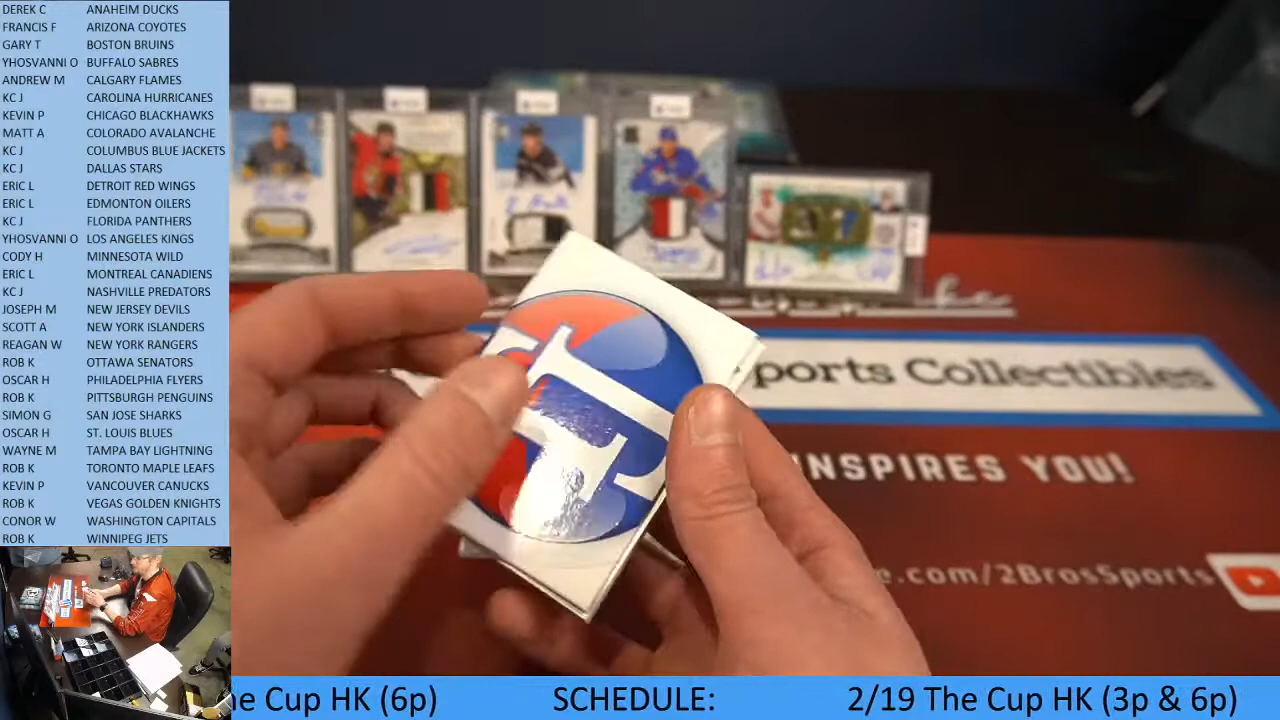 DEREK C ANAHEIM DUCKS
FRANCIS F ARIZONA COYOTES
GARY T BOSTON BRUINS
YHOSVANNI O BUFFALO SABRES
ANDREW M CALGARY FLAMES
KC J CAROLINA HURRICANES
KEVIN P CHICAGO BLACKHAWKS
MATT A COLORADO AVALANCHE
KC J COLUMBUS BLUE JACKETS
KC J DALLAS STARS
ERIC L DETROIT RED WINGS
ERIC L EDMONTON OILERS
KC J FLORIDA PANTHERS
YHOSVANNI O LOS ANGELES KINGS
CODY H MINNESOTA WILD
ERIC L MONTREAL CANADIENS
KC J NASHVILLE PREDATORS
JOSEPH M NEW JERSEY DEVILS
SCOTT A NEW YORK ISLANDERS
REAGAN W NEW YORK RANGERS
ROB K OTTAWA SENATORS
OSCAR H PHILADELPHIA FLYERS
ROB K PITTSBURGH PENGUINS
SIMON G SAN JOSE SHARKS
OSCAR H ST. LOUIS BLUES
WAYNE M TAMPA BAY LIGHTNING
ROB K TORONTO MAPLE LEAFS
KEVIN P VANCOUVER CANUCKS
ROB K VEGAS GOLDEN KNIGHTS
CONOR W WASHINGTON CAPITALS
ROB K WINNIPEG JETS
ports Collectibles
INSPIRES YOU!
e.com/2BrosSports
he Cup HK (6p) SCHEDULE: 2/19 The Cup HK (3p & 6p)